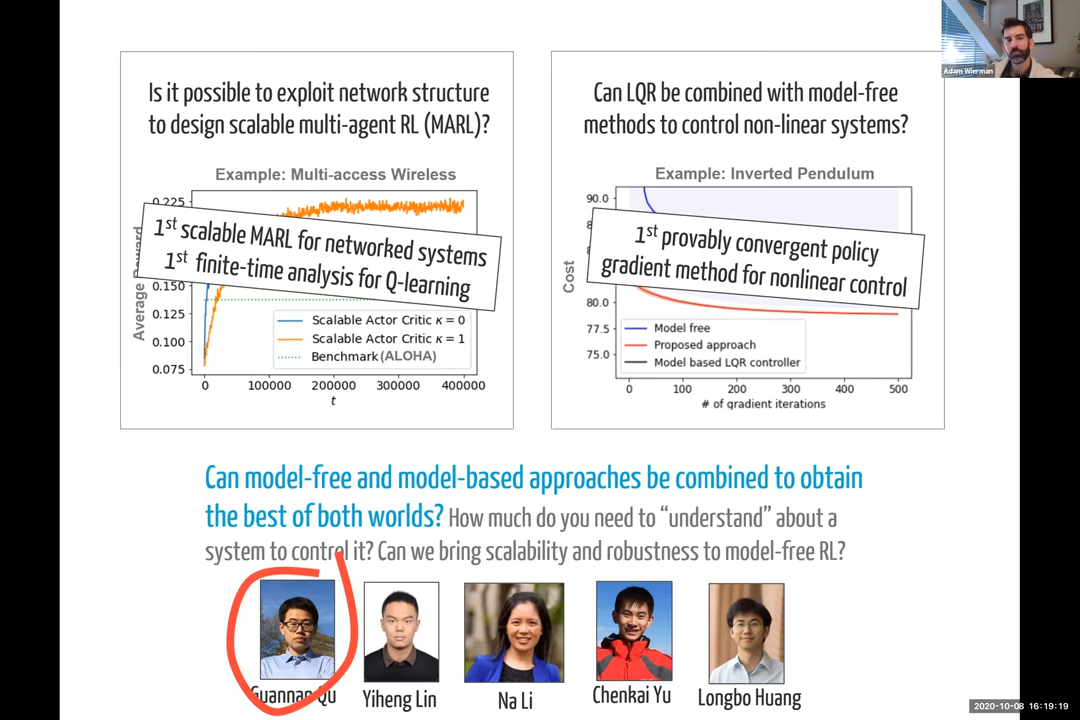 Adam Wierman
Is it possible to exploit network structure
to design scalable multi-agent RL (MARL)?
Example: Multi-access Wireless
0.225
1st scalable MARL for networked systems
1st finite-time analysis for Q-learning
Average
0.150
0.125
0.100
0.075
Scalable Actor Critic κ = 0
Scalable Actor Critic κ = 1
Benchmark (ALOHA)
0 100000 200000 300000 400000
t
Can LQR be combined with model-free
methods to control non-linear systems?
Example: Inverted Pendulum
90.0
1st provably convergent policy
gradient method for nonlinear control
Cost
80.0
77.5
75.0
Model free
Proposed approach
Model based LQR controller
0 100 200 300 400 500
# of gradient iterations
Can model-free and model-based approaches be combined to obtain
the best of both worlds? How much do you need to “understand” about a
system to control it? Can we bring scalability and robustness to model-free RL?
Guannan Qu Yiheng Lin Na Li Chenkai Yu Longbo Huang
2020-10-08 16:19:19